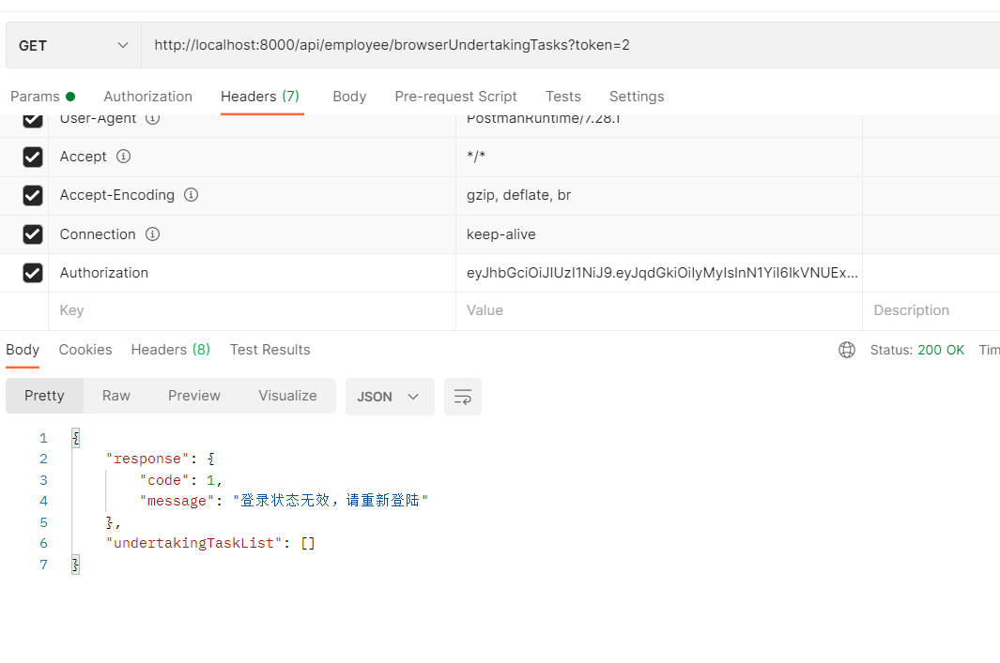 GET http://localhost:8000/api/employee/browserUndertakingTasks?token=2
Params Authorization Headers (7) Body Pre-request Script Tests Settings
User-Agent PostmanRuntime/7.28.1
Accept */*
Accept-Encoding gzip, deflate, br
Connection keep-alive
Authorization eyJhbGciOiJIUzI1NiJ9.eyJqdGkiOiIyMyIsInN1YiI6IkVNUEx...
Key Value Description
Body Cookies Headers (8) Test Results Status: 200 OK Tim
Pretty Raw Preview Visualize JSON
1 {
2 "response": {
3 "code": 1,
4 "message": "登录状态无效，请重新登陆"
5 },
6 "undertakingTaskList": []
7 }